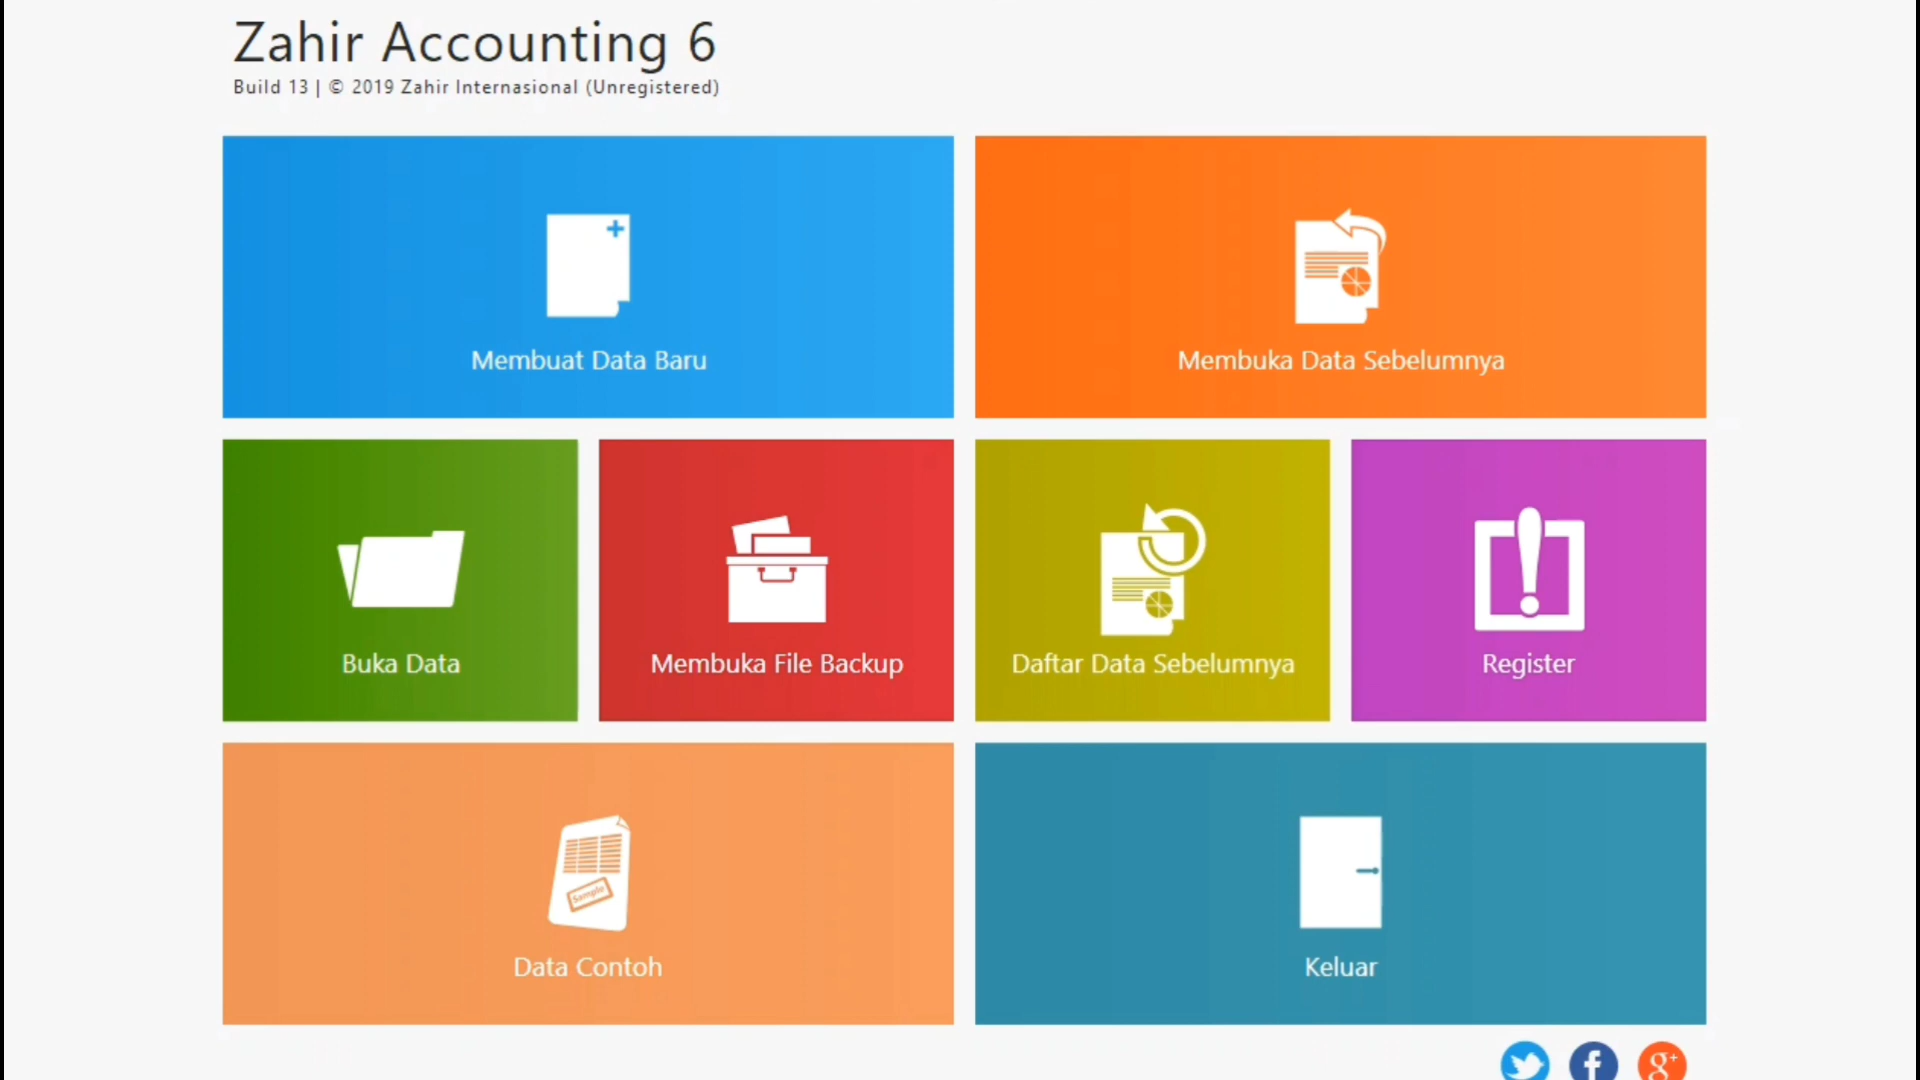 Zahir Accounting 6
Build 13 | © 2019 Zahir Internasional (Unregistered)
Membuat Data Baru
Membuka Data Sebelumnya
Buka Data
Membuka File Backup
Daftar Data Sebelumnya
Register
Sample
Data Contoh
Keluar
f
g+